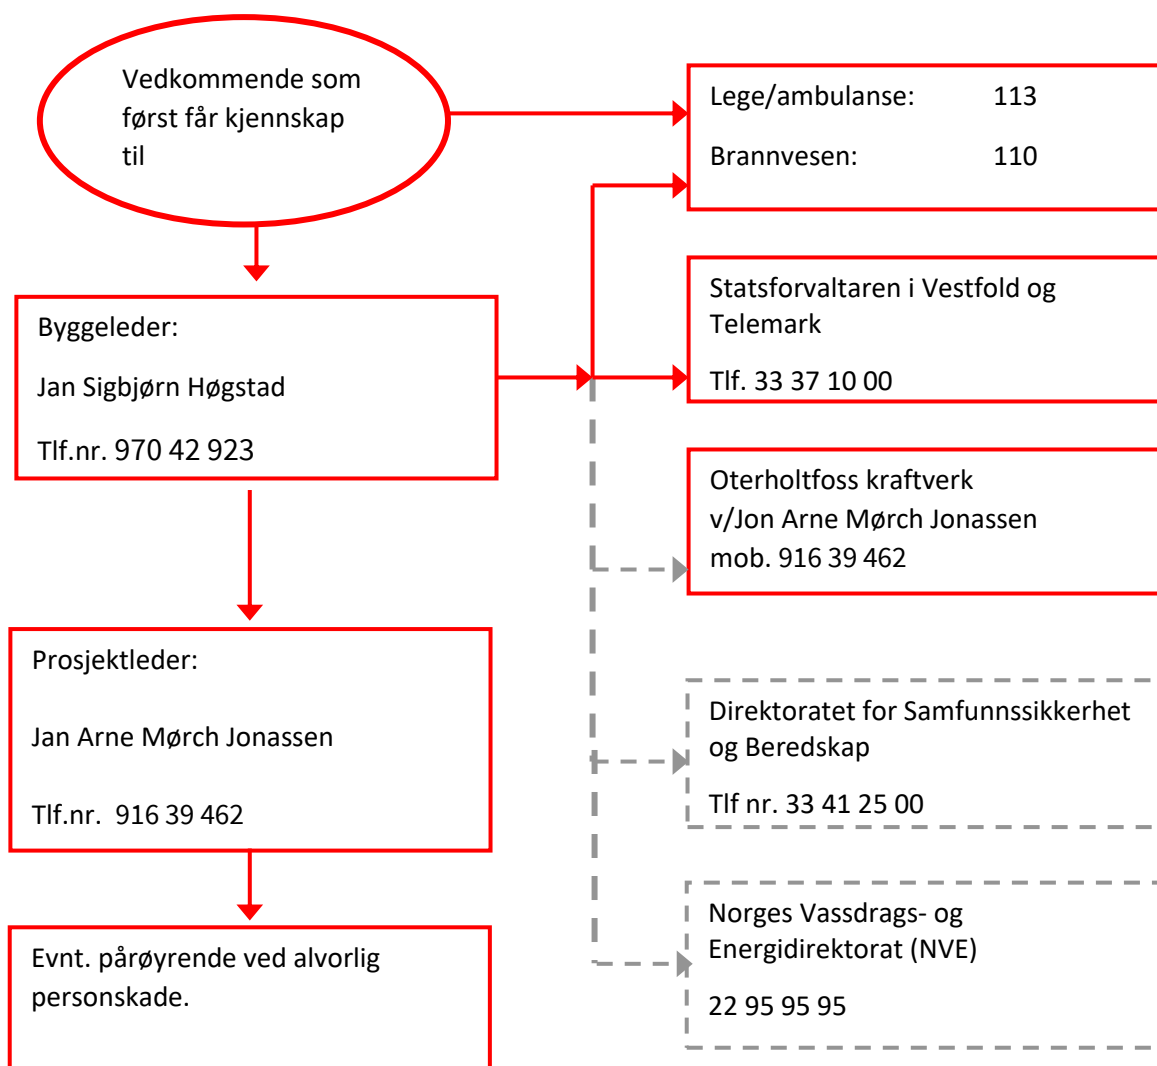 Vedkommende som
først får kjennskap
til
Lege/ambulanse: 113
Brannvesen: 110
Byggeleder:
Jan Sigbjørn Høgstad
Tlf.nr. 970 42 923
Statsforvaltaren i Vestfold og
Telemark
Tlf. 33 37 10 00
Oterholtfoss kraftverk
v/Jon Arne Mørch Jonassen
mob. 916 39 462
Prosjektleder:
Jan Arne Mørch Jonassen
Tlf.nr. 916 39 462
Direktoratet for Samfunnssikkerhet
og Beredskap
Tlf nr. 33 41 25 00
Evnt. pårøyrende ved alvorlig
personskade.
Norges Vassdrags- og
Energidirektorat (NVE)
22 95 95 95